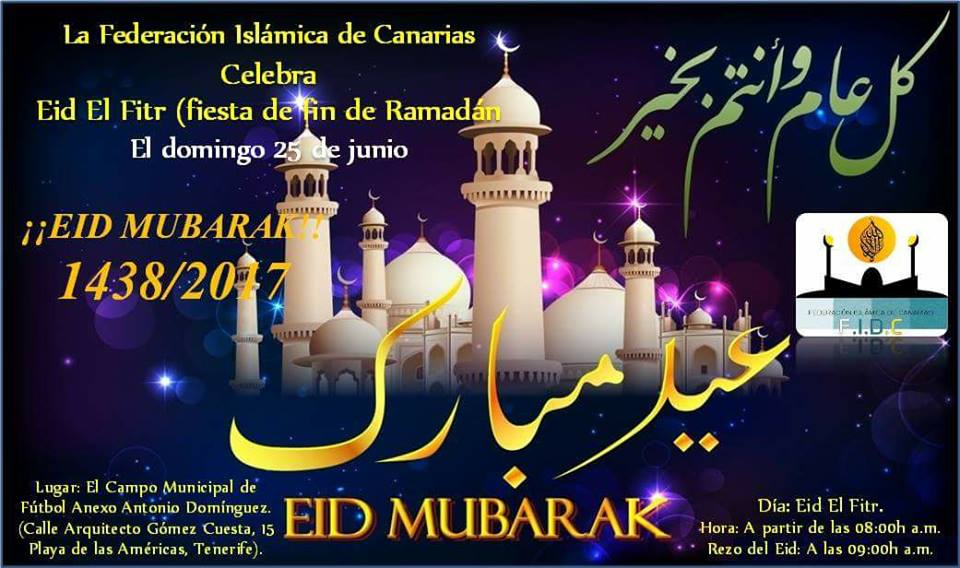 La Federación Islámica de Canarias
Celebra
Eid El Fitr (fiesta de fin de Ramadán
El domingo 25 de junio
كل عام وأنتم بخير
¡¡EID MUBARAK!!
1438/2017
FEDERACIÓN ISLÁMICA DE CANARIAS
F.I.D.C
عيد مبارك
EID MUBARAK
Lugar: El Campo Municipal de
Fútbol Anexo Antonio Domínguez.
(Calle Arquitecto Gómez Cuesta, 15
Playa de las Américas, Tenerife).
Día: Eid El Fitr.
Hora: A partir de las 08:00h a.m.
Rezo del Eid: A las 09:00h a.m.